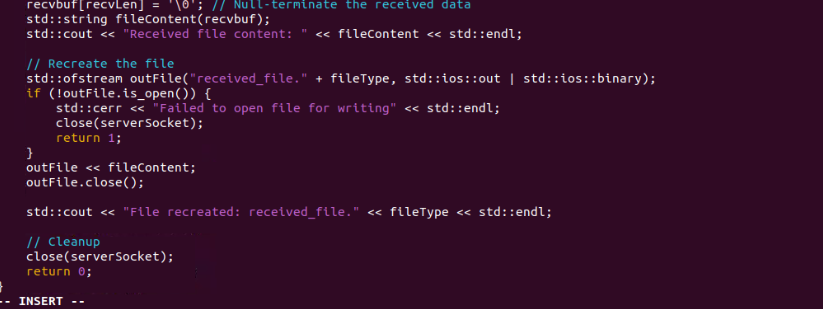 recvbuf[recvLen] = '\0'; // Null-terminate the received data
std::string fileContent(recvbuf);
std::cout << "Received file content: " << fileContent << std::endl;
// Recreate the file
std::ofstream outFile("received_file." + fileType, std::ios::out | std::ios::binary);
if (!outFile.is_open()) {
std::cerr << "Failed to open file for writing" << std::endl;
close(serverSocket);
return 1;
}
outFile << fileContent;
outFile.close();
std::cout << "File recreated: received_file." << fileType << std::endl;
// Cleanup
close(serverSocket);
return 0;
}
-- INSERT --